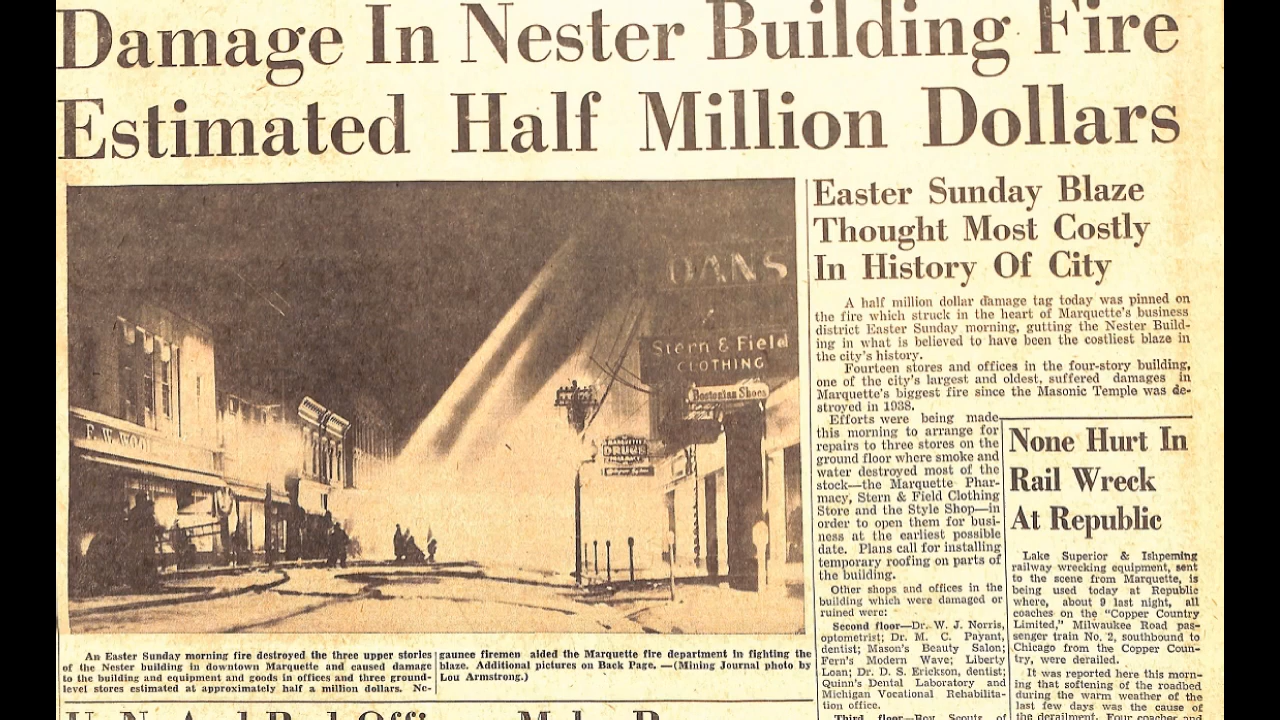 Damage In Nester Building Fire
Estimated Half Million Dollars
DANS
Stern & Field
CLOTHING
Bostonian Shoes
F. W. WOO
DRUGS
An Easter Sunday morning fire destroyed the three upper stories
of the Nester building in downtown Marquette and caused damage
to the building and equipment and goods in offices and three ground-
level stores estimated at approximately half a million dollars. Ne-
gaunee firemen aided the Marquette fire department in fighting the
blaze. Additional pictures on Back Page. —(Mining Journal photo by
Lou Armstrong.)
Easter Sunday Blaze
Thought Most Costly
In History Of City
A half million dollar damage tag today was pinned on
the fire which struck in the heart of Marquette's business
district Easter Sunday morning, gutting the Nester Build-
ing in what is believed to have been the costliest blaze in
the city's history.
Fourteen stores and offices in the four-story building,
one of the city's largest and oldest, suffered damages in
Marquette's biggest fire since the Masonic Temple was de-
stroyed in 1938.
Efforts were being made
this morning to arrange for
repairs to three stores on the
ground floor where smoke and
water destroyed most of the
stock—the Marquette Phar-
macy, Stern & Field Clothing
Store and the Style Shop—in
order to open them for busi-
ness at the earliest possible
date. Plans call for installing
temporary roofing on parts of
the building.
Other shops and offices in the
building which were damaged or
ruined were:
Second floor—Dr. W. J. Norris,
optometrist; Dr. M. C. Payant,
dentist; Mason's Beauty Salon;
Fern's Modern Wave; Liberty
Loan; Dr. D. S. Erickson, dentist;
Quinn's Dental Laboratory and
Michigan Vocational Rehabilita-
tion office.
Third floor—Boy Scouts of
None Hurt In
Rail Wreck
At Republic
Lake Superior & Ishpeming
railway wrecking equipment, sent
to the scene from Marquette, is
being used today at Republic
where, about 9 last night, all
coaches on the "Copper Country
Limited," Milwaukee Road pas-
senger train No. 2, southbound to
Chicago from the Copper Coun-
try, were derailed.
It was reported here this morn-
ing that softening of the roadbed
during the warm weather of the
last few days was the cause of
the derailment. Four coaches and